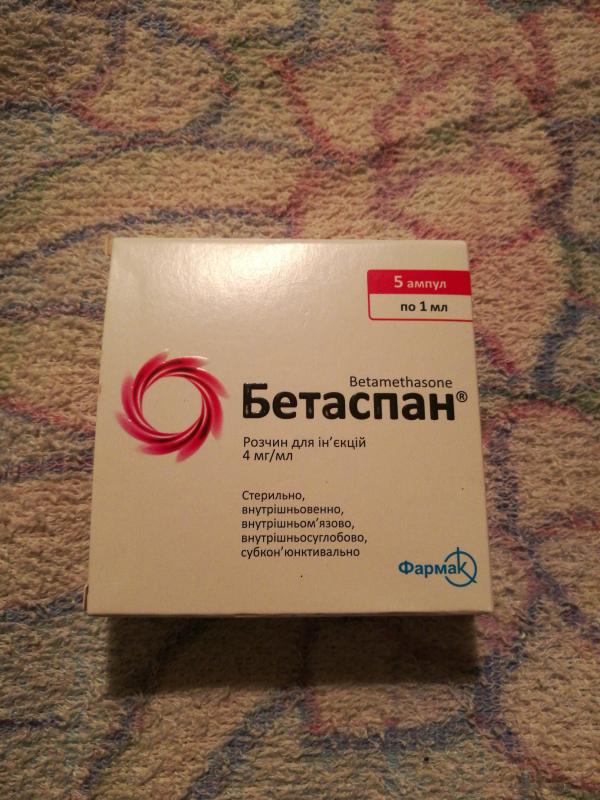 5 ампул
по 1 мл
Betamethasone
Бетаспан®
Розчин для ін'єкцій
4 мг/мл
Стерильно,
внутрішньовенно,
внутрішньом'язово,
внутрішньосуглобово,
субкон'юнктивально
Фармак